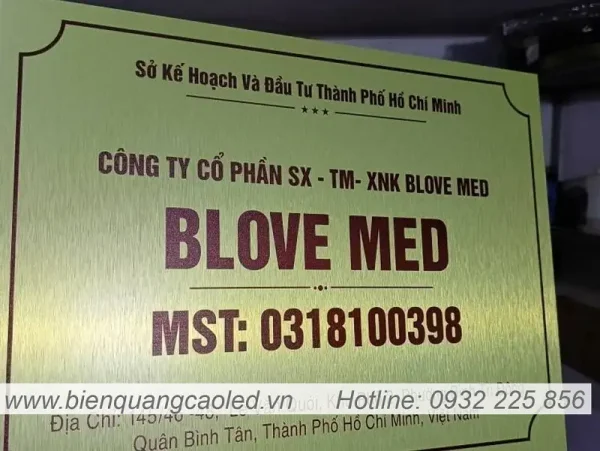 Sở Kế Hoạch Và Đầu Tư Thành Phố Hồ Chí Minh
CÔNG TY CỔ PHẦN SX - TM- XNK BLOVE MED
BLOVE MED
MST: 0318100398
www.bienquangcaoled.vn Hotline: 0932 225 856
Địa Chỉ:
Quận Bình Tân, Thành Phố Hồ Chí Minh, Việt Nam